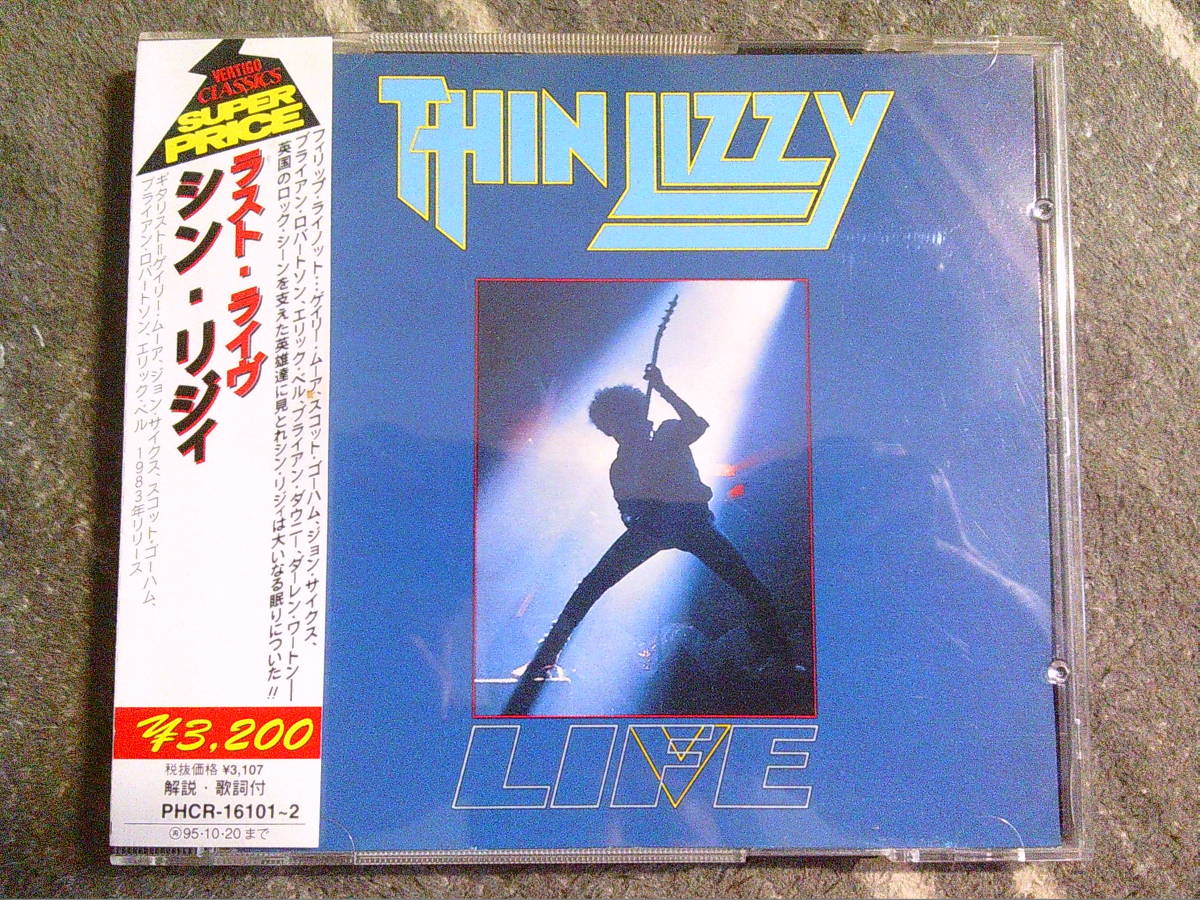 VERTIGO
CLASSICS
SUPER
PRICE
ラスト・ライヴ
シン・リジィ
フィリップ・ライノット…ゲイリー・ムーア、スコット・ゴーハム、ジョン・サイクス、
ブライアン・ロバートソン、エリック・ベル、ブライアン・ダウニー、ダーレン・ワートン──
英国のロック・シーンを支えた英雄達に見とれシン・リジィは大いなる眠りについた!!
ギタリスト=ゲイリー・ムーア、ジョン・サイクス、スコット・ゴーハム、
ブライアン・ロバートソン、エリック・ベル 1983年リリース
¥3,200
税抜価格 ¥3,107
解説・歌詞付
PHCR-16101~2
95·10·20まで
THIN LIZZY
LIFE